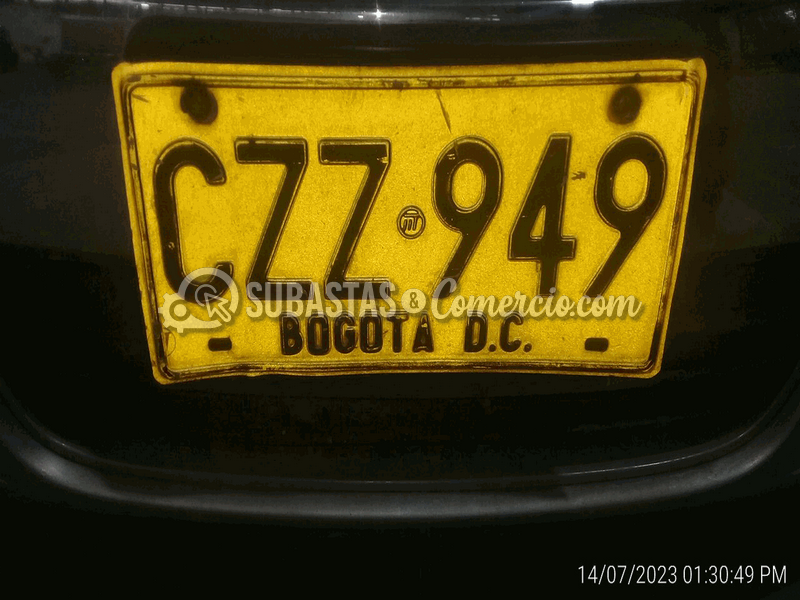 CZZ 949
SUBASTAS & Comercio.com
BOGOTA D.C.
14/07/2023 01:30:49 PM